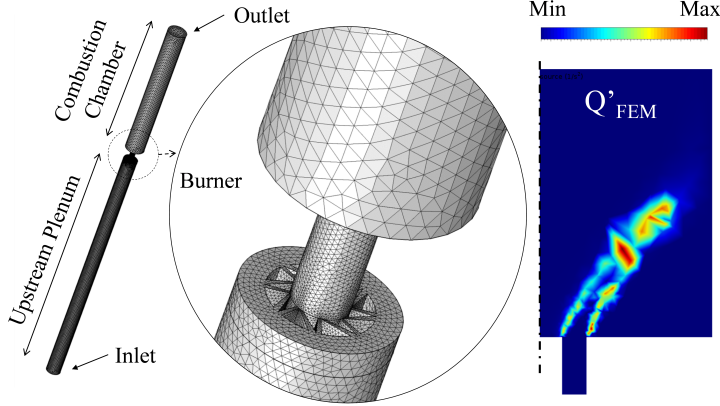 Outlet
Combustion
Chamber
Burner
Upstream Plenum
Inlet
Min
Max
Q'FEM